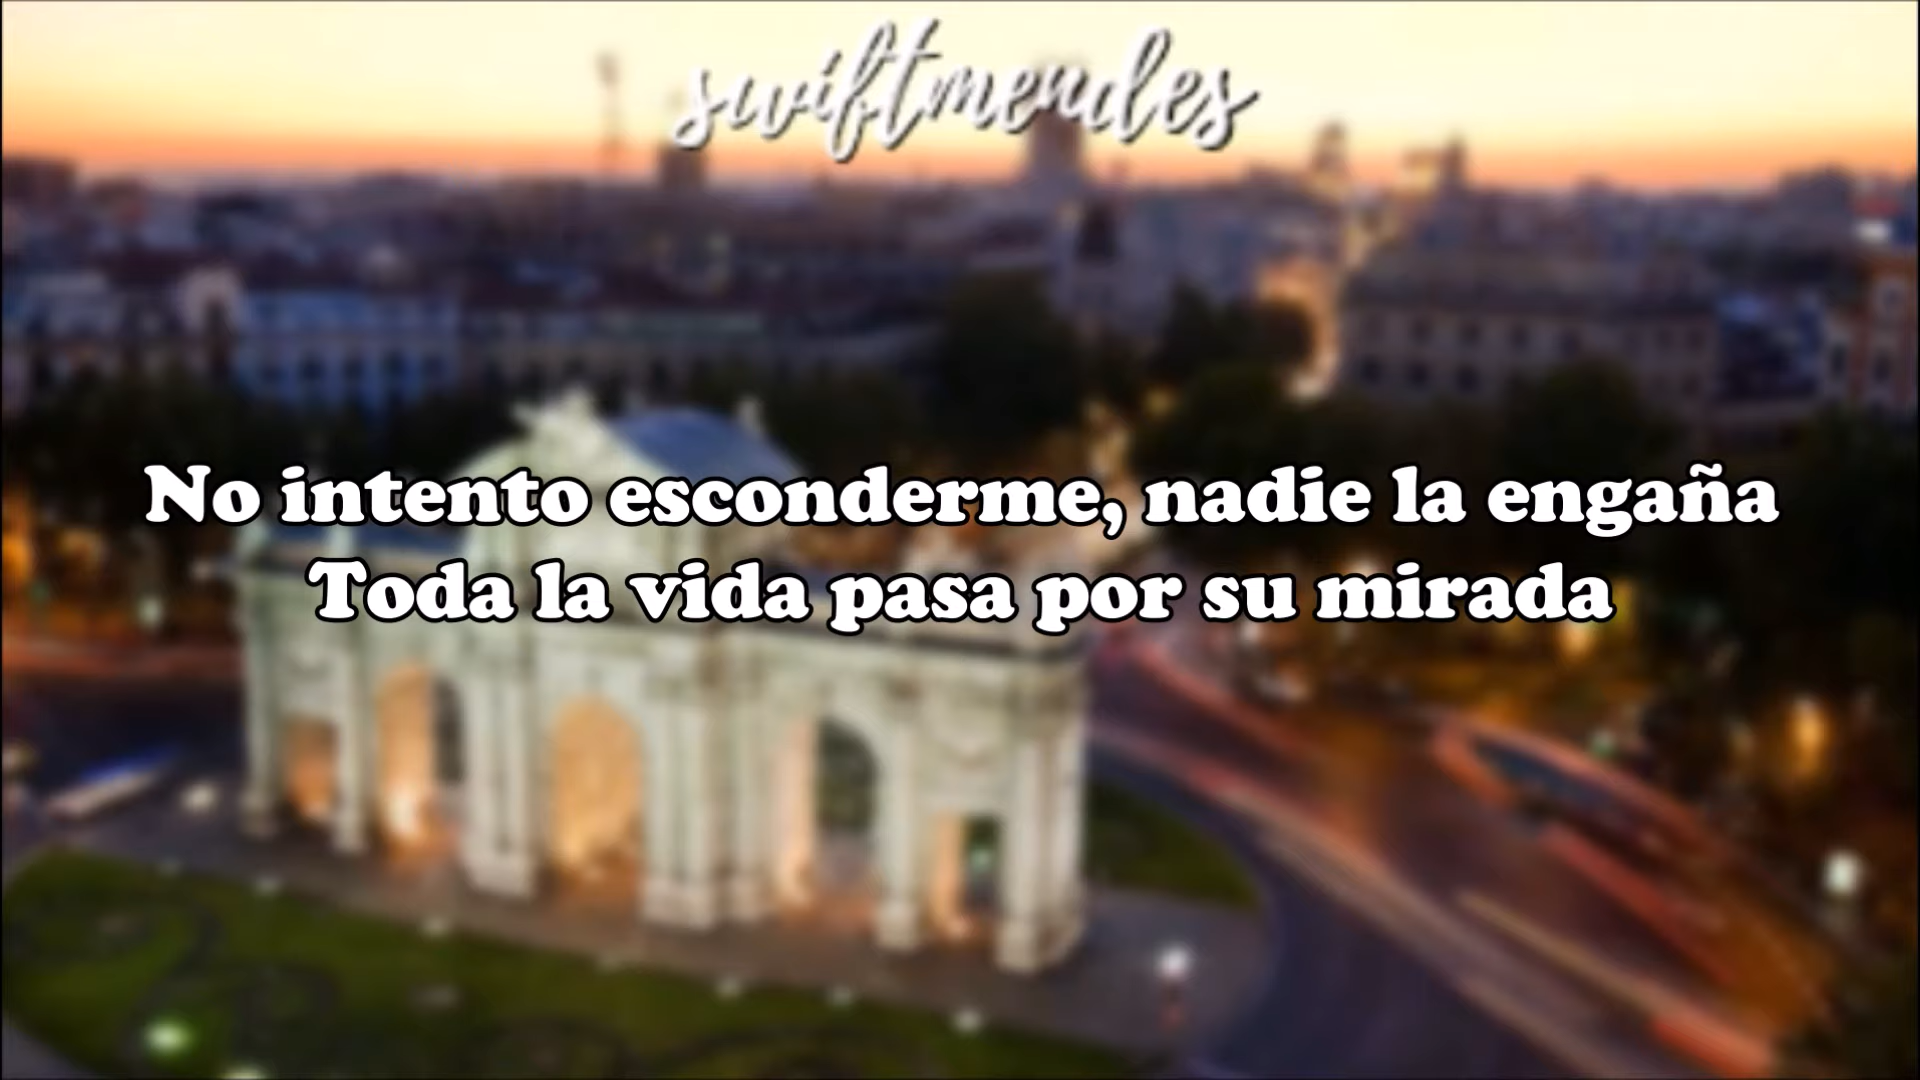 swiftmendes
No intento esconderme, nadie la engaña
Toda la vida pasa por su mirada